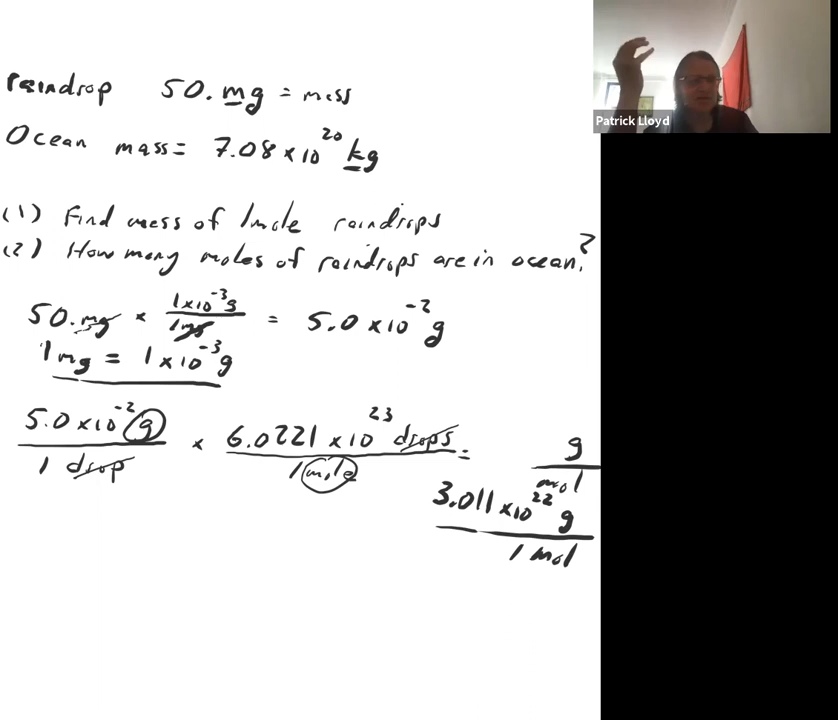 raindrop 50. mg = mass
Ocean mass = 7.08 x 10^20 kg
(1) Find mass of 1 mole raindrops
(2) How many moles of raindrops are in ocean?
50. mg x 1x10^-3 g / 1 mg = 5.0 x 10^-2 g
1 mg = 1 x 10^-3 g
5.0 x 10^-2 g / 1 drop x 6.0221 x 10^23 drops / 1 mole = g / mol
3.011 x 10^22 g / 1 mol
Patrick Lloyd